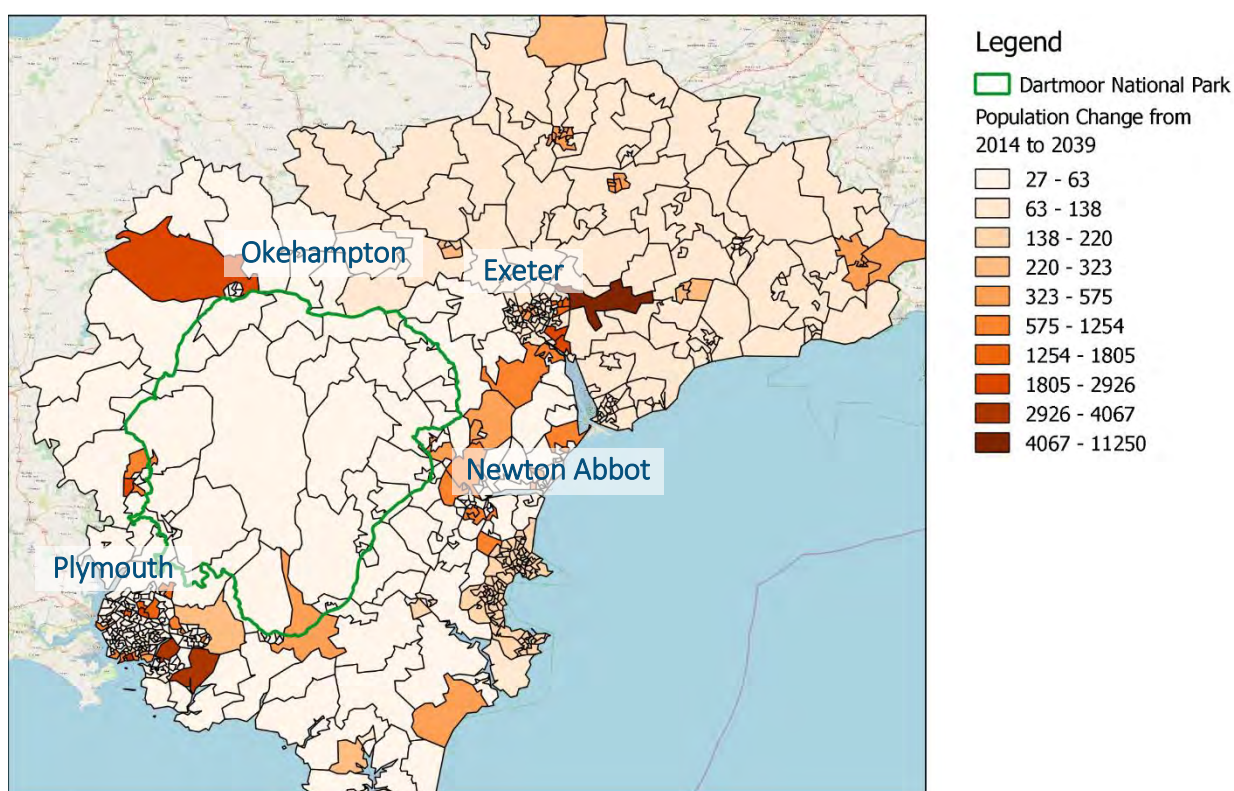 Okehampton
Exeter
Newton Abbot
Plymouth
Legend
Dartmoor National Park
Population Change from
2014 to 2039
27 - 63
63 - 138
138 - 220
220 - 323
323 - 575
575 - 1254
1254 - 1805
1805 - 2926
2926 - 4067
4067 - 11250